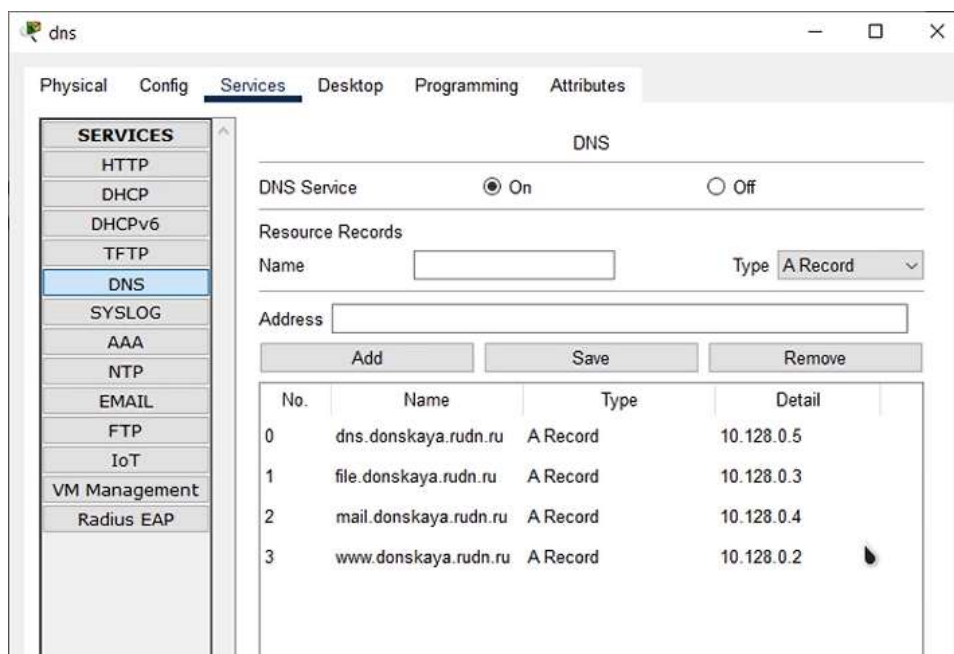 dns
Physical Config Services Desktop Programming Attributes
SERVICES
HTTP
DHCP
DHCPv6
TFTP
DNS
SYSLOG
AAA
NTP
EMAIL
FTP
IoT
VM Management
Radius EAP
DNS
DNS Service On Off
Resource Records
Name Type A Record
Address
Add Save Remove
No. Name Type Detail
0 dns.donskaya.rudn.ru A Record 10.128.0.5
1 file.donskaya.rudn.ru A Record 10.128.0.3
2 mail.donskaya.rudn.ru A Record 10.128.0.4
3 www.donskaya.rudn.ru A Record 10.128.0.2